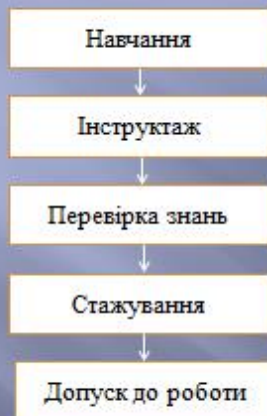 Навчання
Інструктаж
Перевірка знань
Стажування
Допуск до роботи